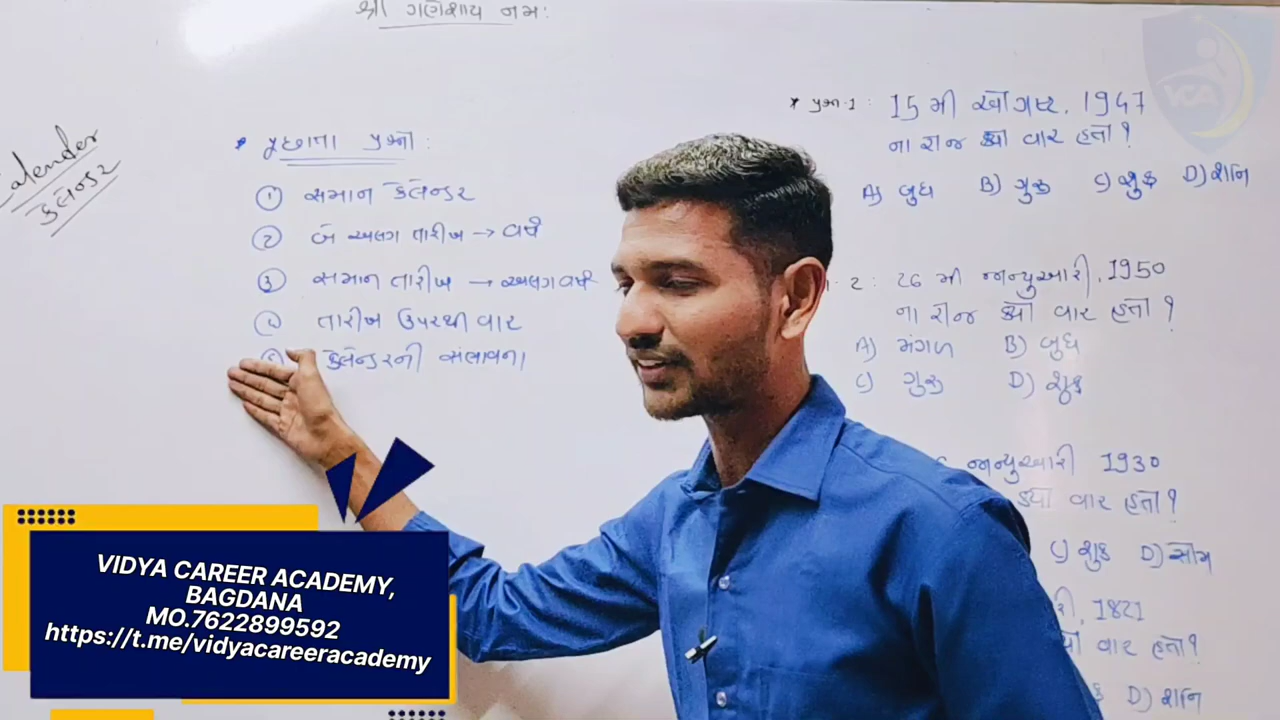 શ્રી ગણેશાય નમ:
Calender
કેલેન્ડર
* પૂછાતા પ્રશ્નો :
① સમાન કેલેન્ડર
② બે અલગ તારીખ → વર્ષ
③ સમાન તારીખ → અલગ વર્ષ
④ તારીખ ઉપરથી વાર
⑤ કેલેન્ડરની સંભાવના
* પ્રશ્ન-1 : 15 મી ઓગષ્ટ, 1947
ના રોજ ક્યો વાર હતો ?
A) બુધ B) ગુરુ C) શુક્ર D) શનિ
2 : 26 મી જાન્યુઆરી, 1950
ના રોજ ક્યો વાર હતો ?
A) મંગળ B) બુધ
C) ગુરુ D) શુક્ર
જાન્યુઆરી 1930
ક્યો વાર હતો ?
C) શુક્ર D) સોમ
રી, 1821
વાર હતો ?
D) શનિ
VCA
VIDYA CAREER ACADEMY,
BAGDANA
MO.7622899592
https://t.me/vidyacareeracademy